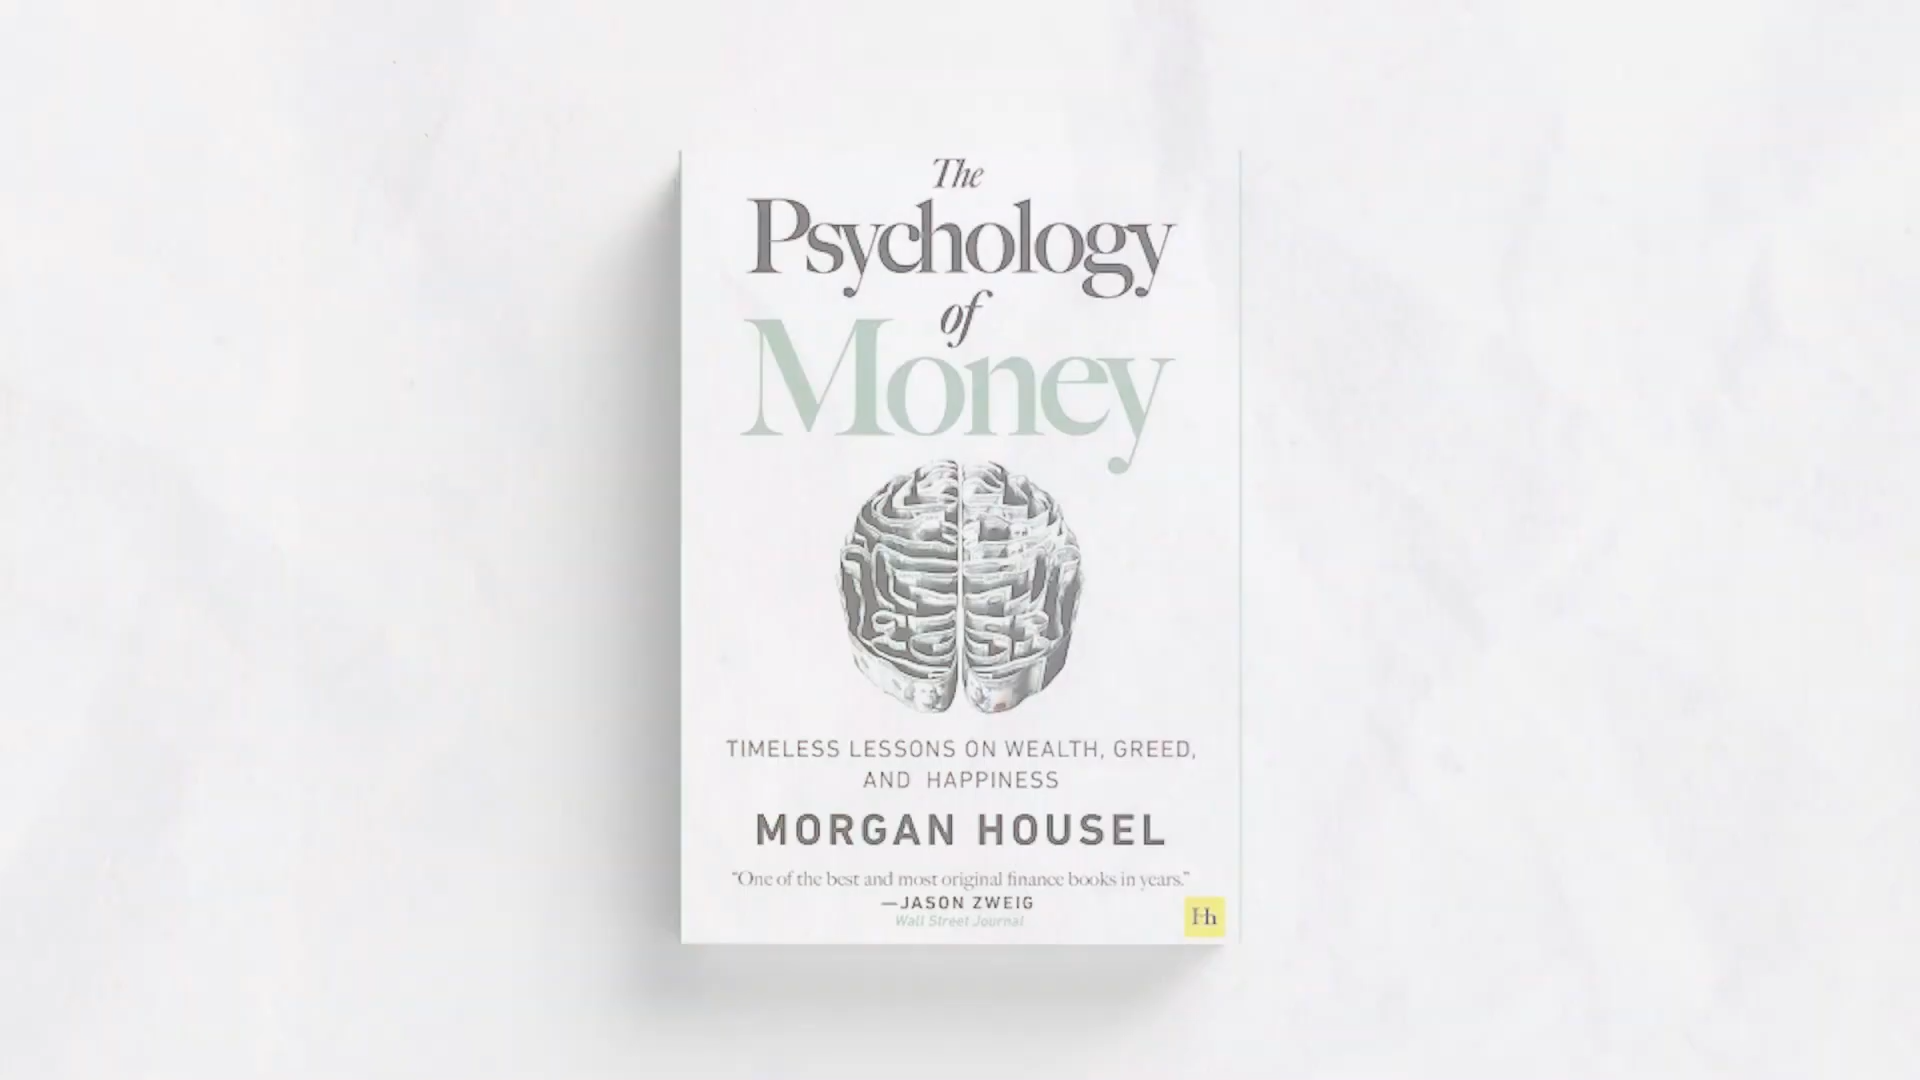 The
Psychology
of
Money
TIMELESS LESSONS ON WEALTH, GREED,
AND HAPPINESS
MORGAN HOUSEL
“One of the best and most original finance books in years.”
—JASON ZWEIG
Wall Street Journal
Hh